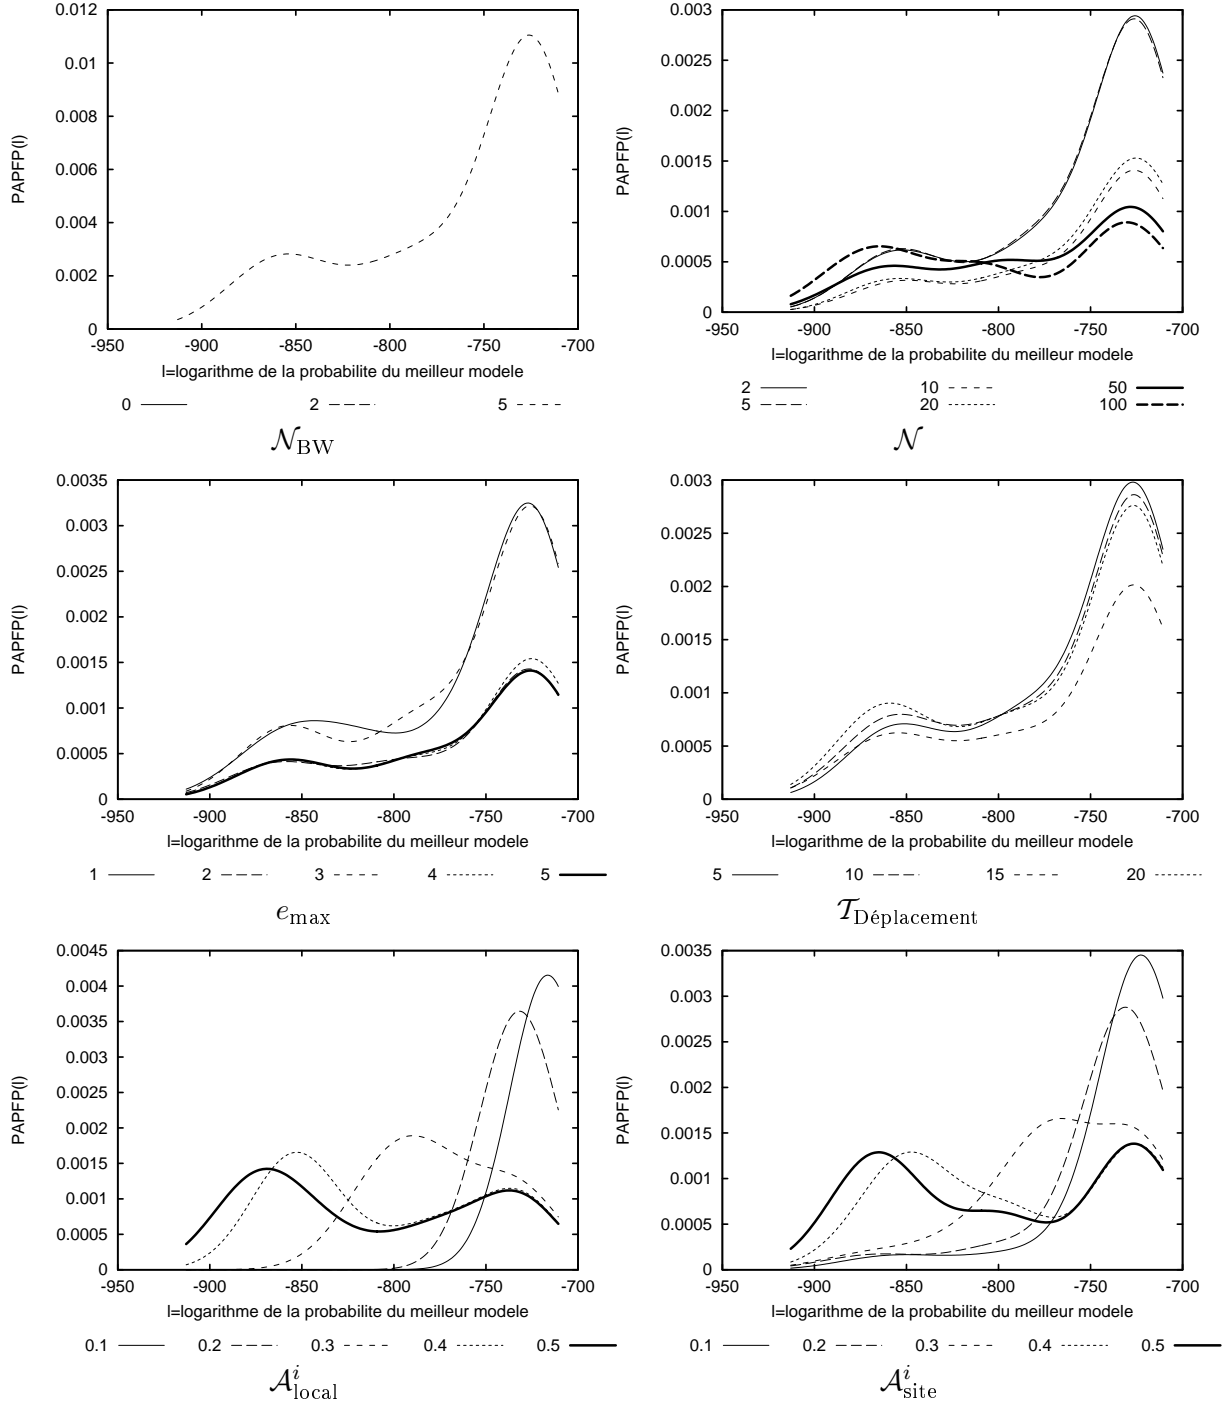 0.012
0.01
0.008
0.006
0.004
0.002
0
PAPFP(l)
-950 -900 -850 -800 -750 -700
l=logarithme de la probabilite du meilleur modele
0 2 5
𝒩BW
0.003
0.0025
0.002
0.0015
0.001
0.0005
0
PAPFP(l)
-950 -900 -850 -800 -750 -700
l=logarithme de la probabilite du meilleur modele
2 10 50
5 20 100
𝒩
0.0035
0.003
0.0025
0.002
0.0015
0.001
0.0005
0
PAPFP(l)
-950 -900 -850 -800 -750 -700
l=logarithme de la probabilite du meilleur modele
1 2 3 4 5
emax
0.003
0.0025
0.002
0.0015
0.001
0.0005
0
PAPFP(l)
-950 -900 -850 -800 -750 -700
l=logarithme de la probabilite du meilleur modele
5 10 15 20
𝒯Déplacement
0.0045
0.004
0.0035
0.003
0.0025
0.002
0.0015
0.001
0.0005
0
PAPFP(l)
-950 -900 -850 -800 -750 -700
l=logarithme de la probabilite du meilleur modele
0.1 0.2 0.3 0.4 0.5
𝒜ilocal
0.0035
0.003
0.0025
0.002
0.0015
0.001
0.0005
0
PAPFP(l)
-950 -900 -850 -800 -750 -700
l=logarithme de la probabilite du meilleur modele
0.1 0.2 0.3 0.4 0.5
𝒜isite